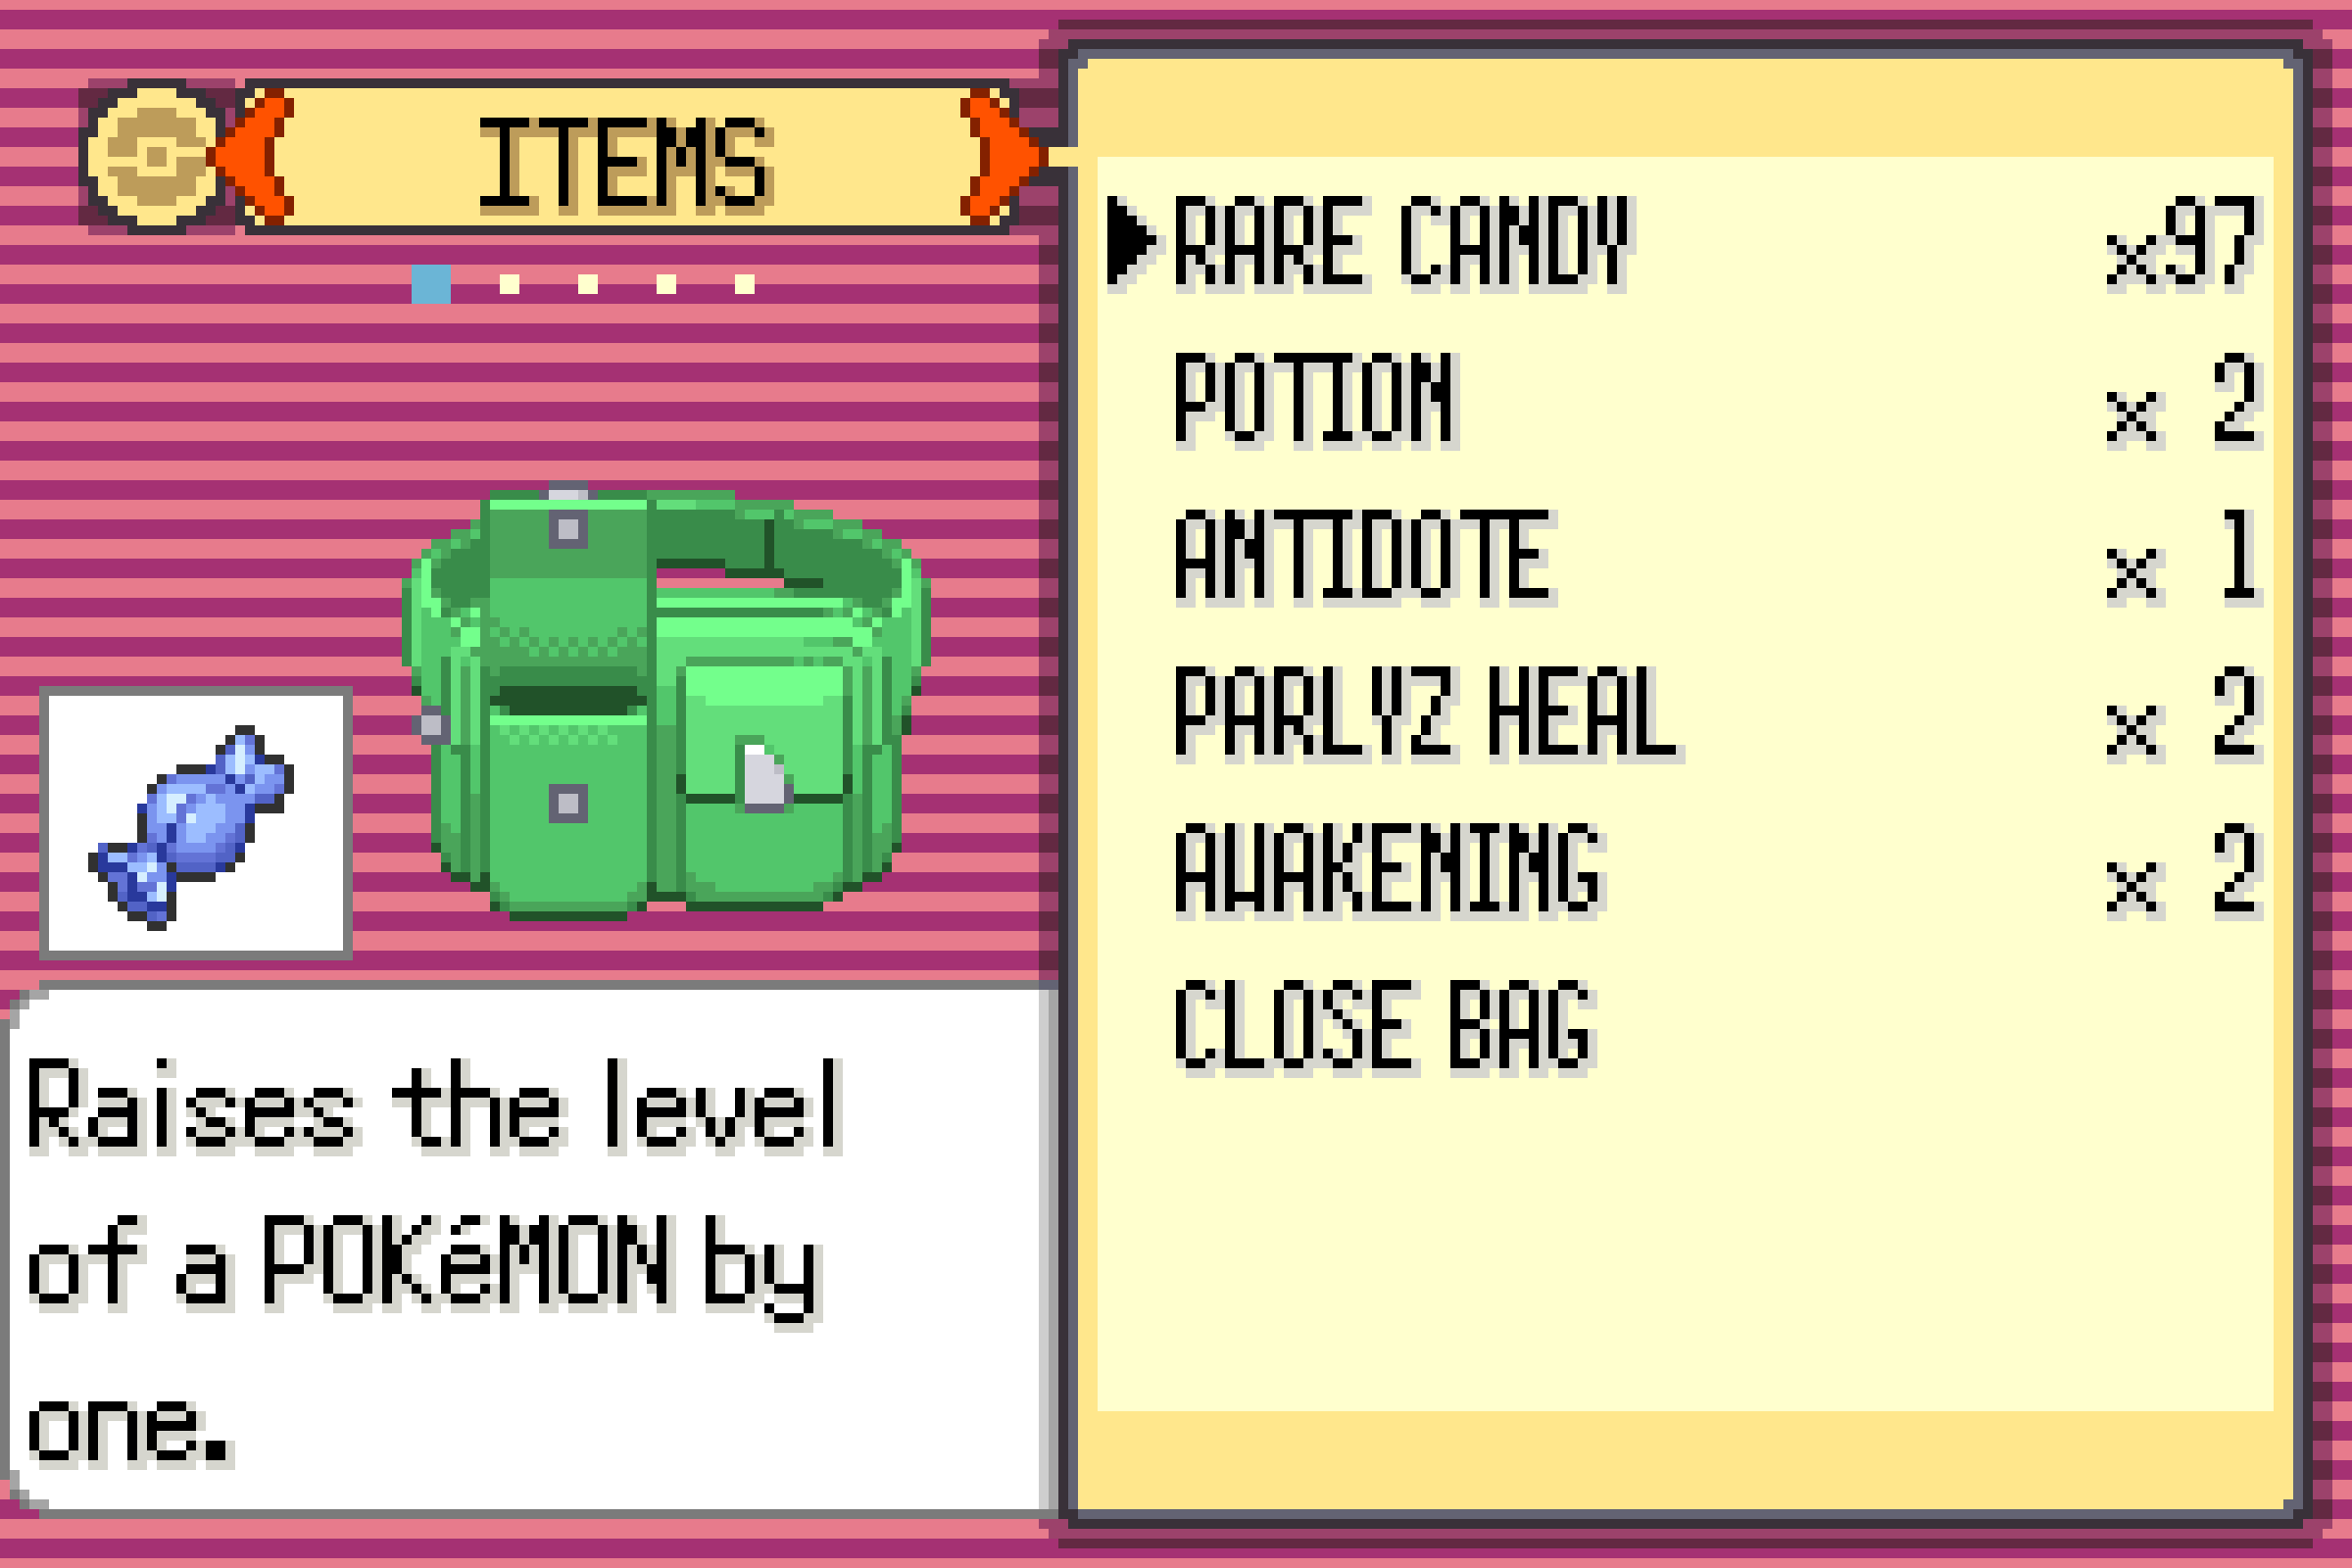 ITEMS
RARE CANDY ×97
POTION × 2
ANTIDOTE × 1
PARLYZ HEAL × 2
AWAKENING × 2
CLOSE BAG
Raises the level
of a POKéMON by
one.